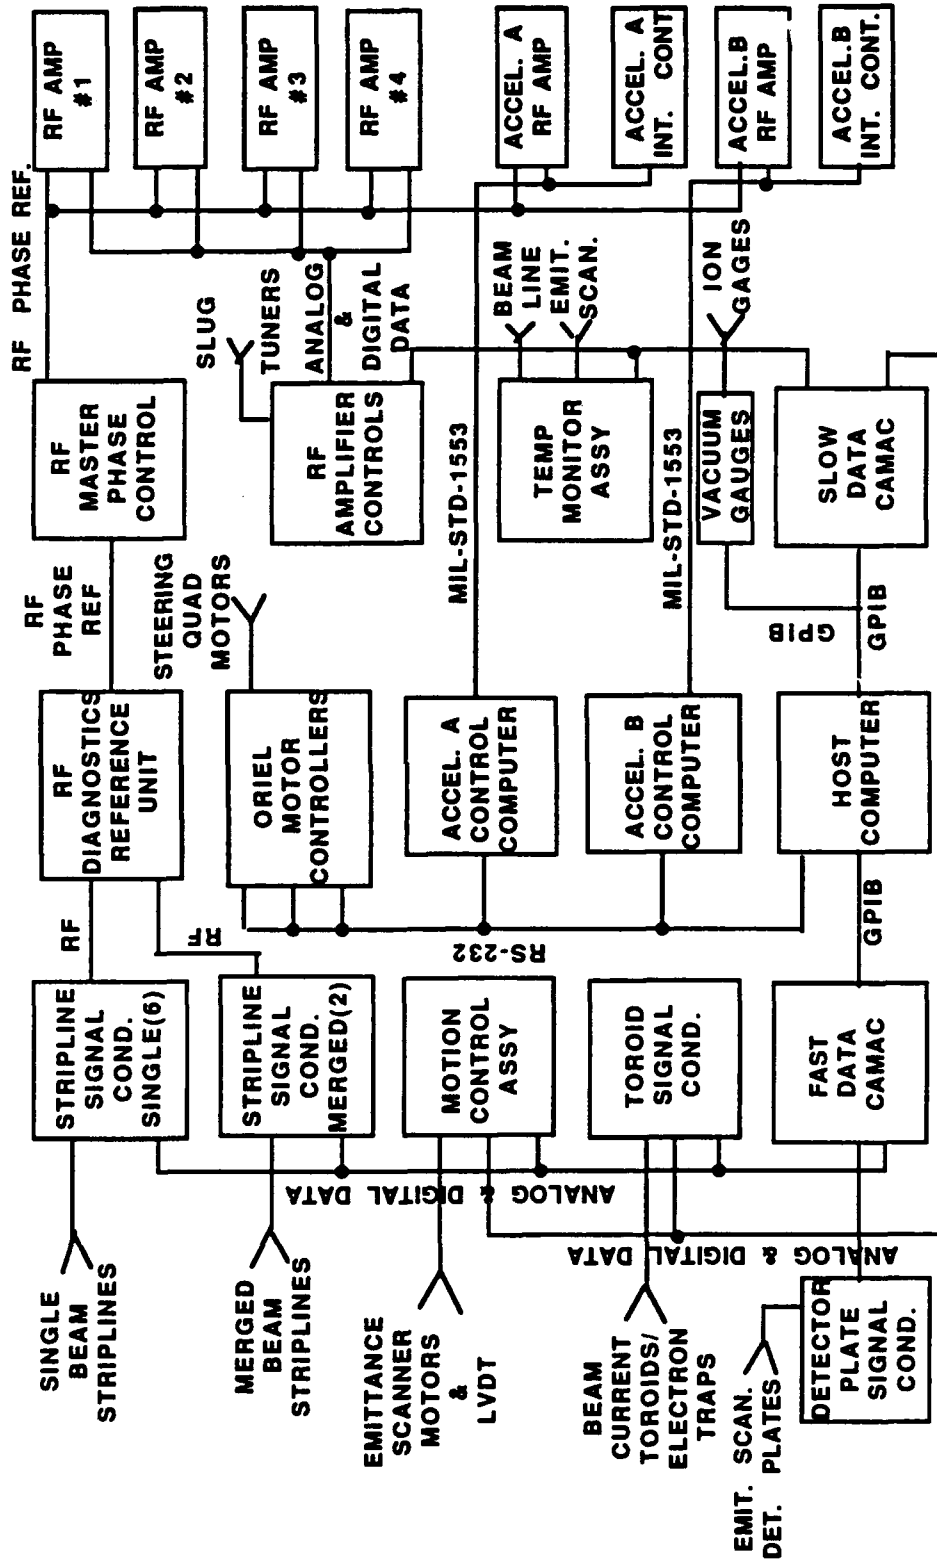 RF PHASE REF.
RF AMP
#1
RF AMP
#2
RF AMP
#3
RF AMP
#4
ACCEL. A
RF AMP
ACCEL. A
INT. CONT
ACCEL.B
RF AMP
ACCEL.B
INT. CONT.
RF
MASTER
PHASE
CONTROL
SLUG
TUNERS
ANALOG
&
DIGITAL
DATA
RF
AMPLIFIER
CONTROLS
BEAM
LINE
EMIT.
SCAN.
TEMP
MONITOR
ASSY
ION
GAGES
VACUUM
GAUGES
SLOW
DATA
CAMAC
RF
PHASE
REF
STEERING
QUAD
MOTORS
MIL-STD-1553
MIL-STD-1553
GPIB
GPIB
RF
DIAGNOSTICS
REFERENCE
UNIT
ORIEL
MOTOR
CONTROLLERS
ACCEL. A
CONTROL
COMPUTER
ACCEL. B
CONTROL
COMPUTER
HOST
COMPUTER
RF
RF
RS-232
GPIB
STRIPLINE
SIGNAL
COND.
SINGLE(6)
STRIPLINE
SIGNAL
COND.
MERGED(2)
MOTION
CONTROL
ASSY
TOROID
SIGNAL
COND.
FAST
DATA
CAMAC
ANALOG & DIGITAL DATA
ANALOG & DIGITAL DATA
SINGLE
BEAM
STRIPLINES
MERGED
BEAM
STRIPLINES
EMITTANCE
SCANNER
MOTORS
&
LVDT
BEAM
CURRENT
TOROIDS/
ELECTRON
TRAPS
EMIT. SCAN.
DET. PLATES
DETECTOR
PLATE
SIGNAL
COND.